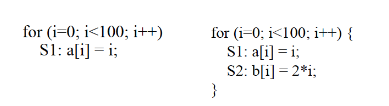 for (i=0; i<100; i++)
S1: a[i] = i;
for (i=0; i<100; i++) {
S1: a[i] = i;
S2: b[i] = 2*i;
}